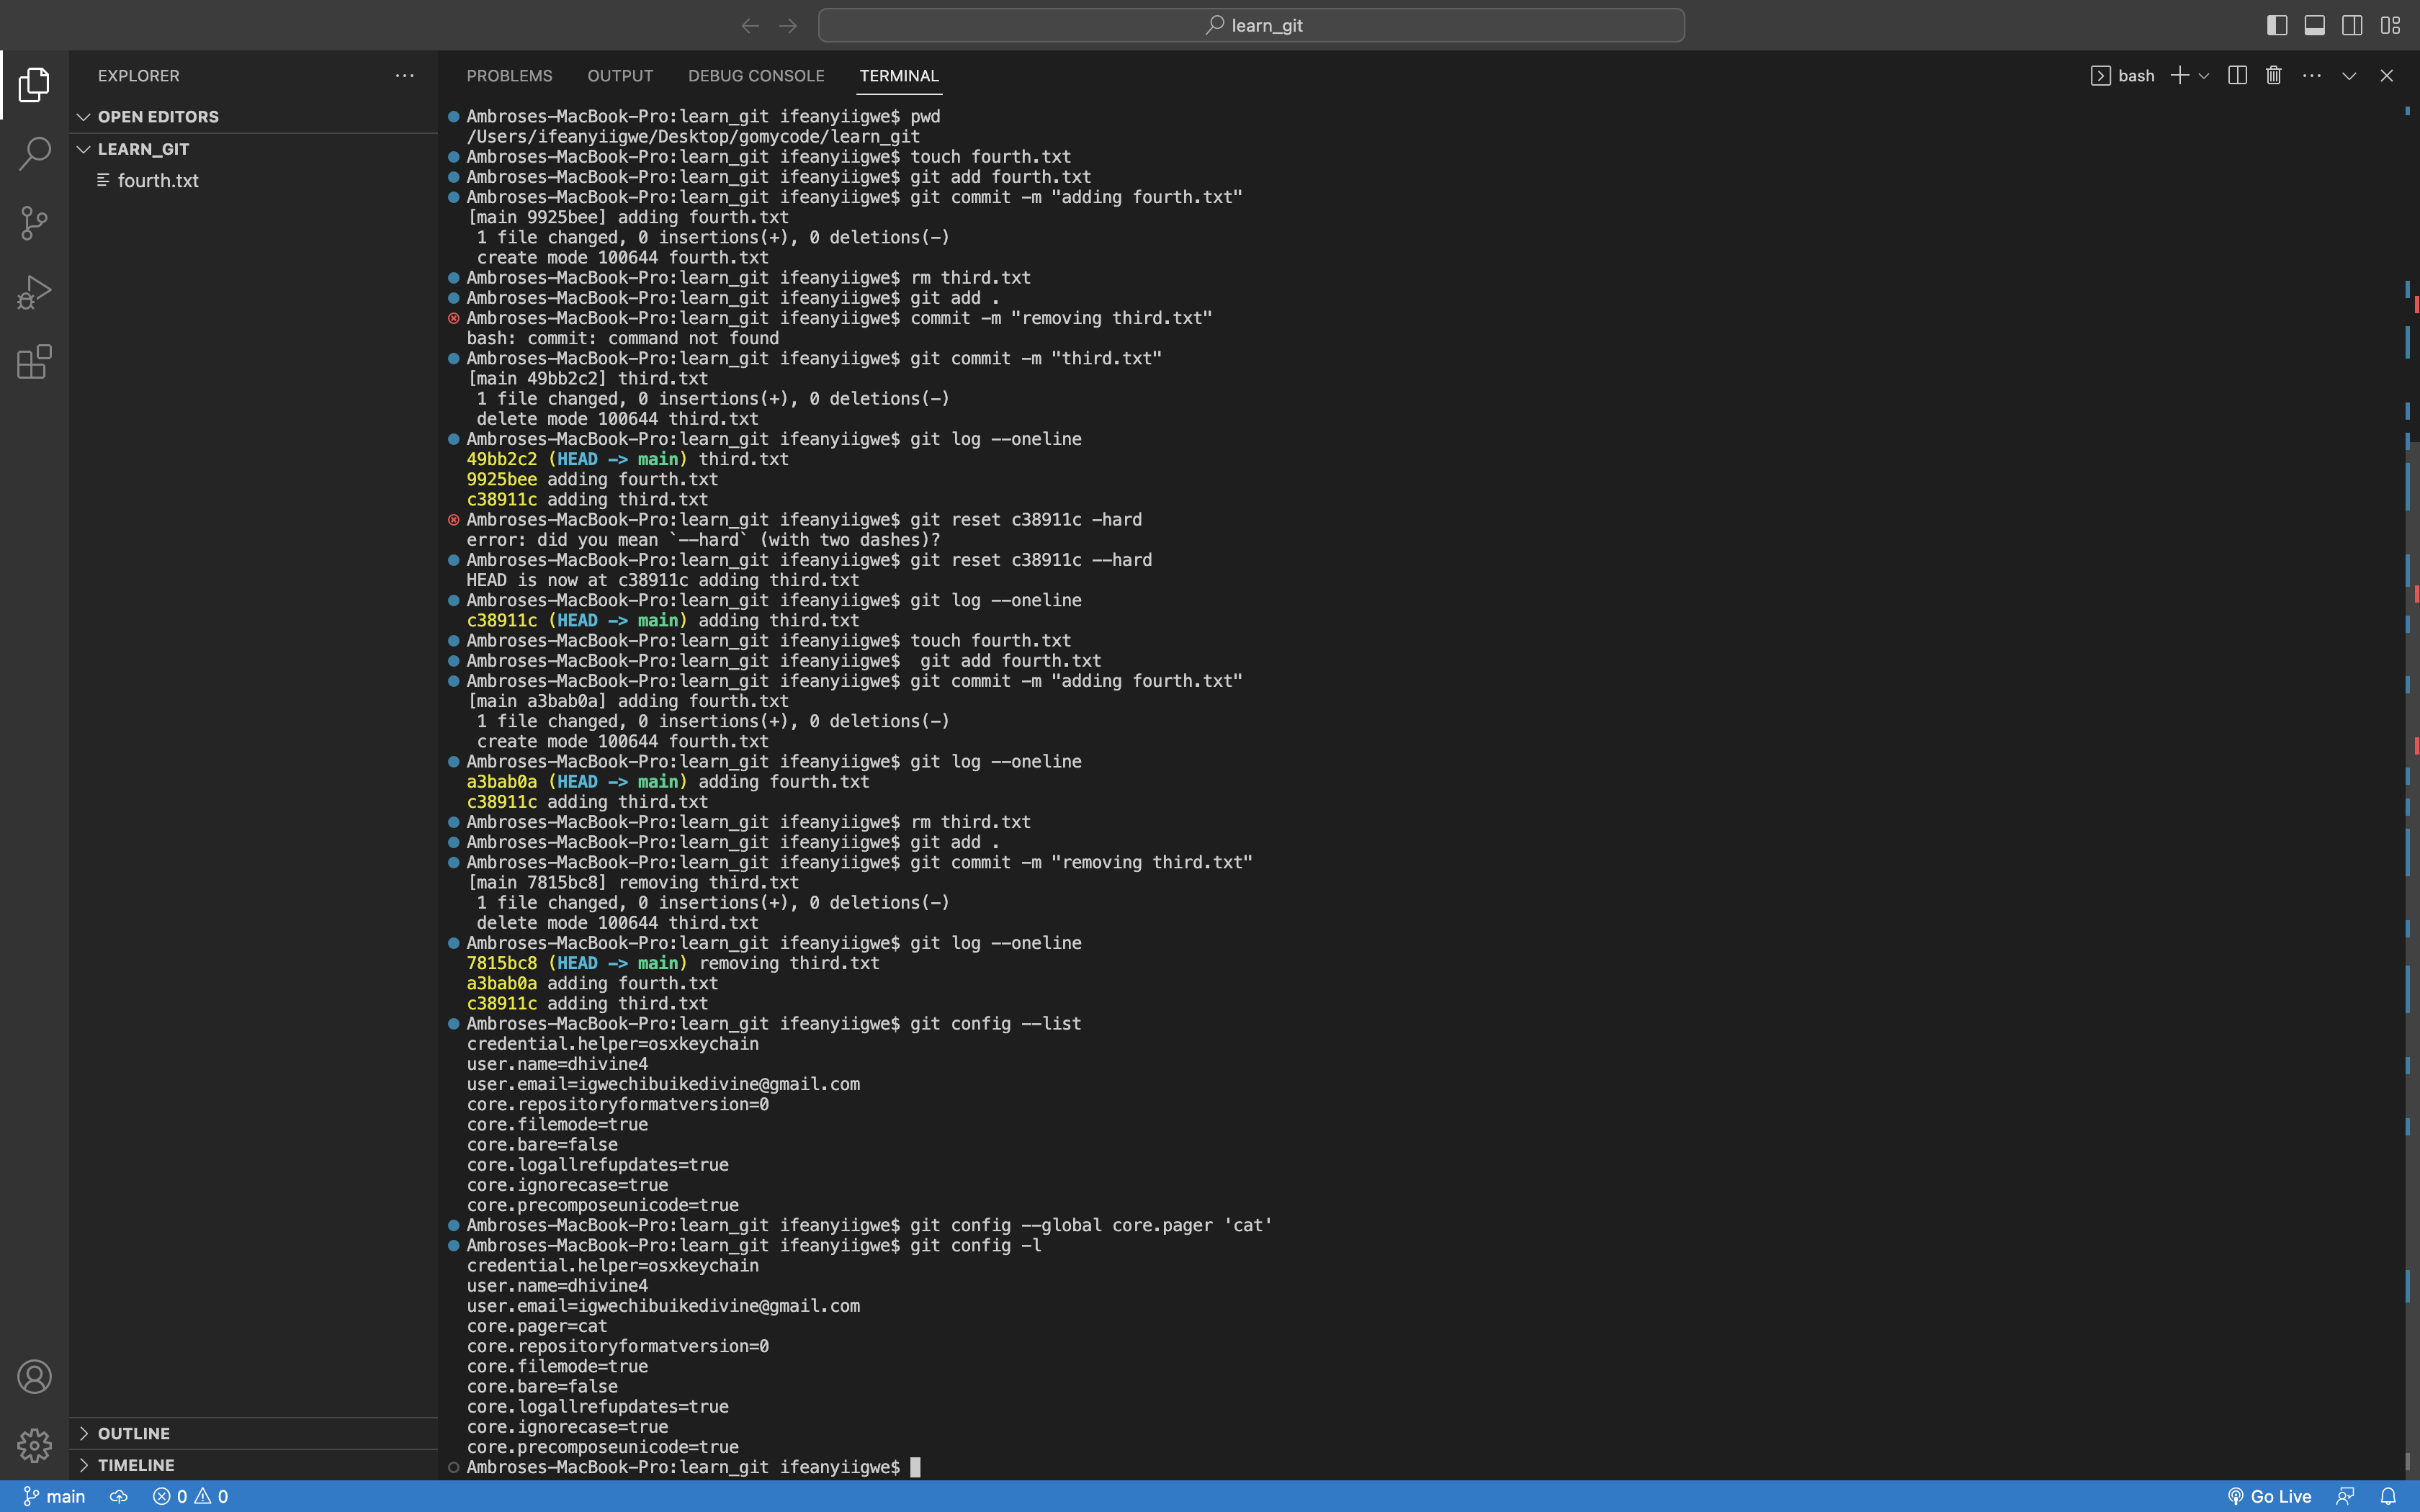 learn_git
EXPLORER
PROBLEMS OUTPUT DEBUG CONSOLE TERMINAL
bash
OPEN EDITORS
LEARN_GIT
fourth.txt
Ambroses-MacBook-Pro:learn_git ifeanyiigwe$ pwd
/Users/ifeanyiigwe/Desktop/gomycode/learn_git
Ambroses-MacBook-Pro:learn_git ifeanyiigwe$ touch fourth.txt
Ambroses-MacBook-Pro:learn_git ifeanyiigwe$ git add fourth.txt
Ambroses-MacBook-Pro:learn_git ifeanyiigwe$ git commit -m "adding fourth.txt"
[main 9925bee] adding fourth.txt
1 file changed, 0 insertions(+), 0 deletions(-)
create mode 100644 fourth.txt
Ambroses-MacBook-Pro:learn_git ifeanyiigwe$ rm third.txt
Ambroses-MacBook-Pro:learn_git ifeanyiigwe$ git add .
Ambroses-MacBook-Pro:learn_git ifeanyiigwe$ commit -m "removing third.txt"
bash: commit: command not found
Ambroses-MacBook-Pro:learn_git ifeanyiigwe$ git commit -m "third.txt"
[main 49bb2c2] third.txt
1 file changed, 0 insertions(+), 0 deletions(-)
delete mode 100644 third.txt
Ambroses-MacBook-Pro:learn_git ifeanyiigwe$ git log --oneline
49bb2c2 (HEAD -> main) third.txt
9925bee adding fourth.txt
c38911c adding third.txt
Ambroses-MacBook-Pro:learn_git ifeanyiigwe$ git reset c38911c -hard
error: did you mean `--hard` (with two dashes)?
Ambroses-MacBook-Pro:learn_git ifeanyiigwe$ git reset c38911c --hard
HEAD is now at c38911c adding third.txt
Ambroses-MacBook-Pro:learn_git ifeanyiigwe$ git log --oneline
c38911c (HEAD -> main) adding third.txt
Ambroses-MacBook-Pro:learn_git ifeanyiigwe$ touch fourth.txt
Ambroses-MacBook-Pro:learn_git ifeanyiigwe$  git add fourth.txt
Ambroses-MacBook-Pro:learn_git ifeanyiigwe$ git commit -m "adding fourth.txt"
[main a3bab0a] adding fourth.txt
1 file changed, 0 insertions(+), 0 deletions(-)
create mode 100644 fourth.txt
Ambroses-MacBook-Pro:learn_git ifeanyiigwe$ git log --oneline
a3bab0a (HEAD -> main) adding fourth.txt
c38911c adding third.txt
Ambroses-MacBook-Pro:learn_git ifeanyiigwe$ rm third.txt
Ambroses-MacBook-Pro:learn_git ifeanyiigwe$ git add .
Ambroses-MacBook-Pro:learn_git ifeanyiigwe$ git commit -m "removing third.txt"
[main 7815bc8] removing third.txt
1 file changed, 0 insertions(+), 0 deletions(-)
delete mode 100644 third.txt
Ambroses-MacBook-Pro:learn_git ifeanyiigwe$ git log --oneline
7815bc8 (HEAD -> main) removing third.txt
a3bab0a adding fourth.txt
c38911c adding third.txt
Ambroses-MacBook-Pro:learn_git ifeanyiigwe$ git config --list
credential.helper=osxkeychain
user.name=dhivine4
user.email=igwechibuikedivine@gmail.com
core.repositoryformatversion=0
core.filemode=true
core.bare=false
core.logallrefupdates=true
core.ignorecase=true
core.precomposeunicode=true
Ambroses-MacBook-Pro:learn_git ifeanyiigwe$ git config --global core.pager 'cat'
Ambroses-MacBook-Pro:learn_git ifeanyiigwe$ git config -l
credential.helper=osxkeychain
user.name=dhivine4
user.email=igwechibuikedivine@gmail.com
core.pager=cat
core.repositoryformatversion=0
core.filemode=true
core.bare=false
core.logallrefupdates=true
core.ignorecase=true
core.precomposeunicode=true
Ambroses-MacBook-Pro:learn_git ifeanyiigwe$
OUTLINE
TIMELINE
main 0 0 Go Live